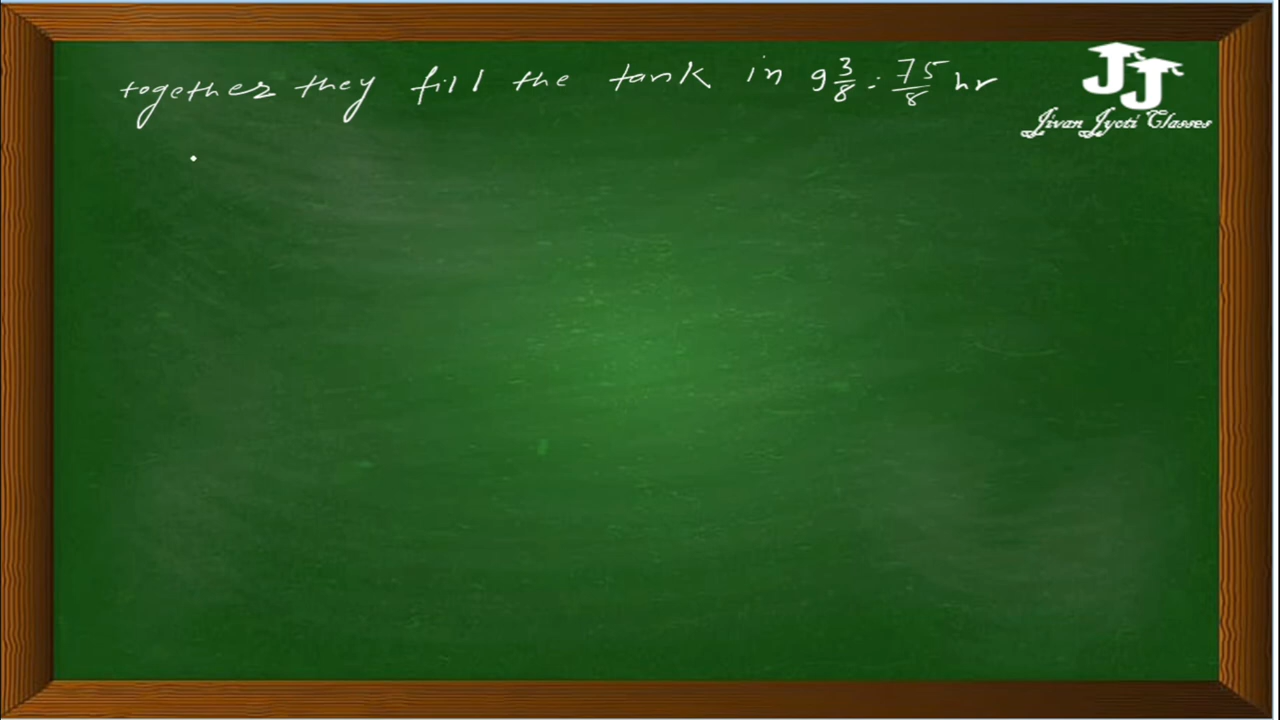 together they fill the tank in 9 3/8 = 75/8 hr
JJ
Jivan Jyoti Classes